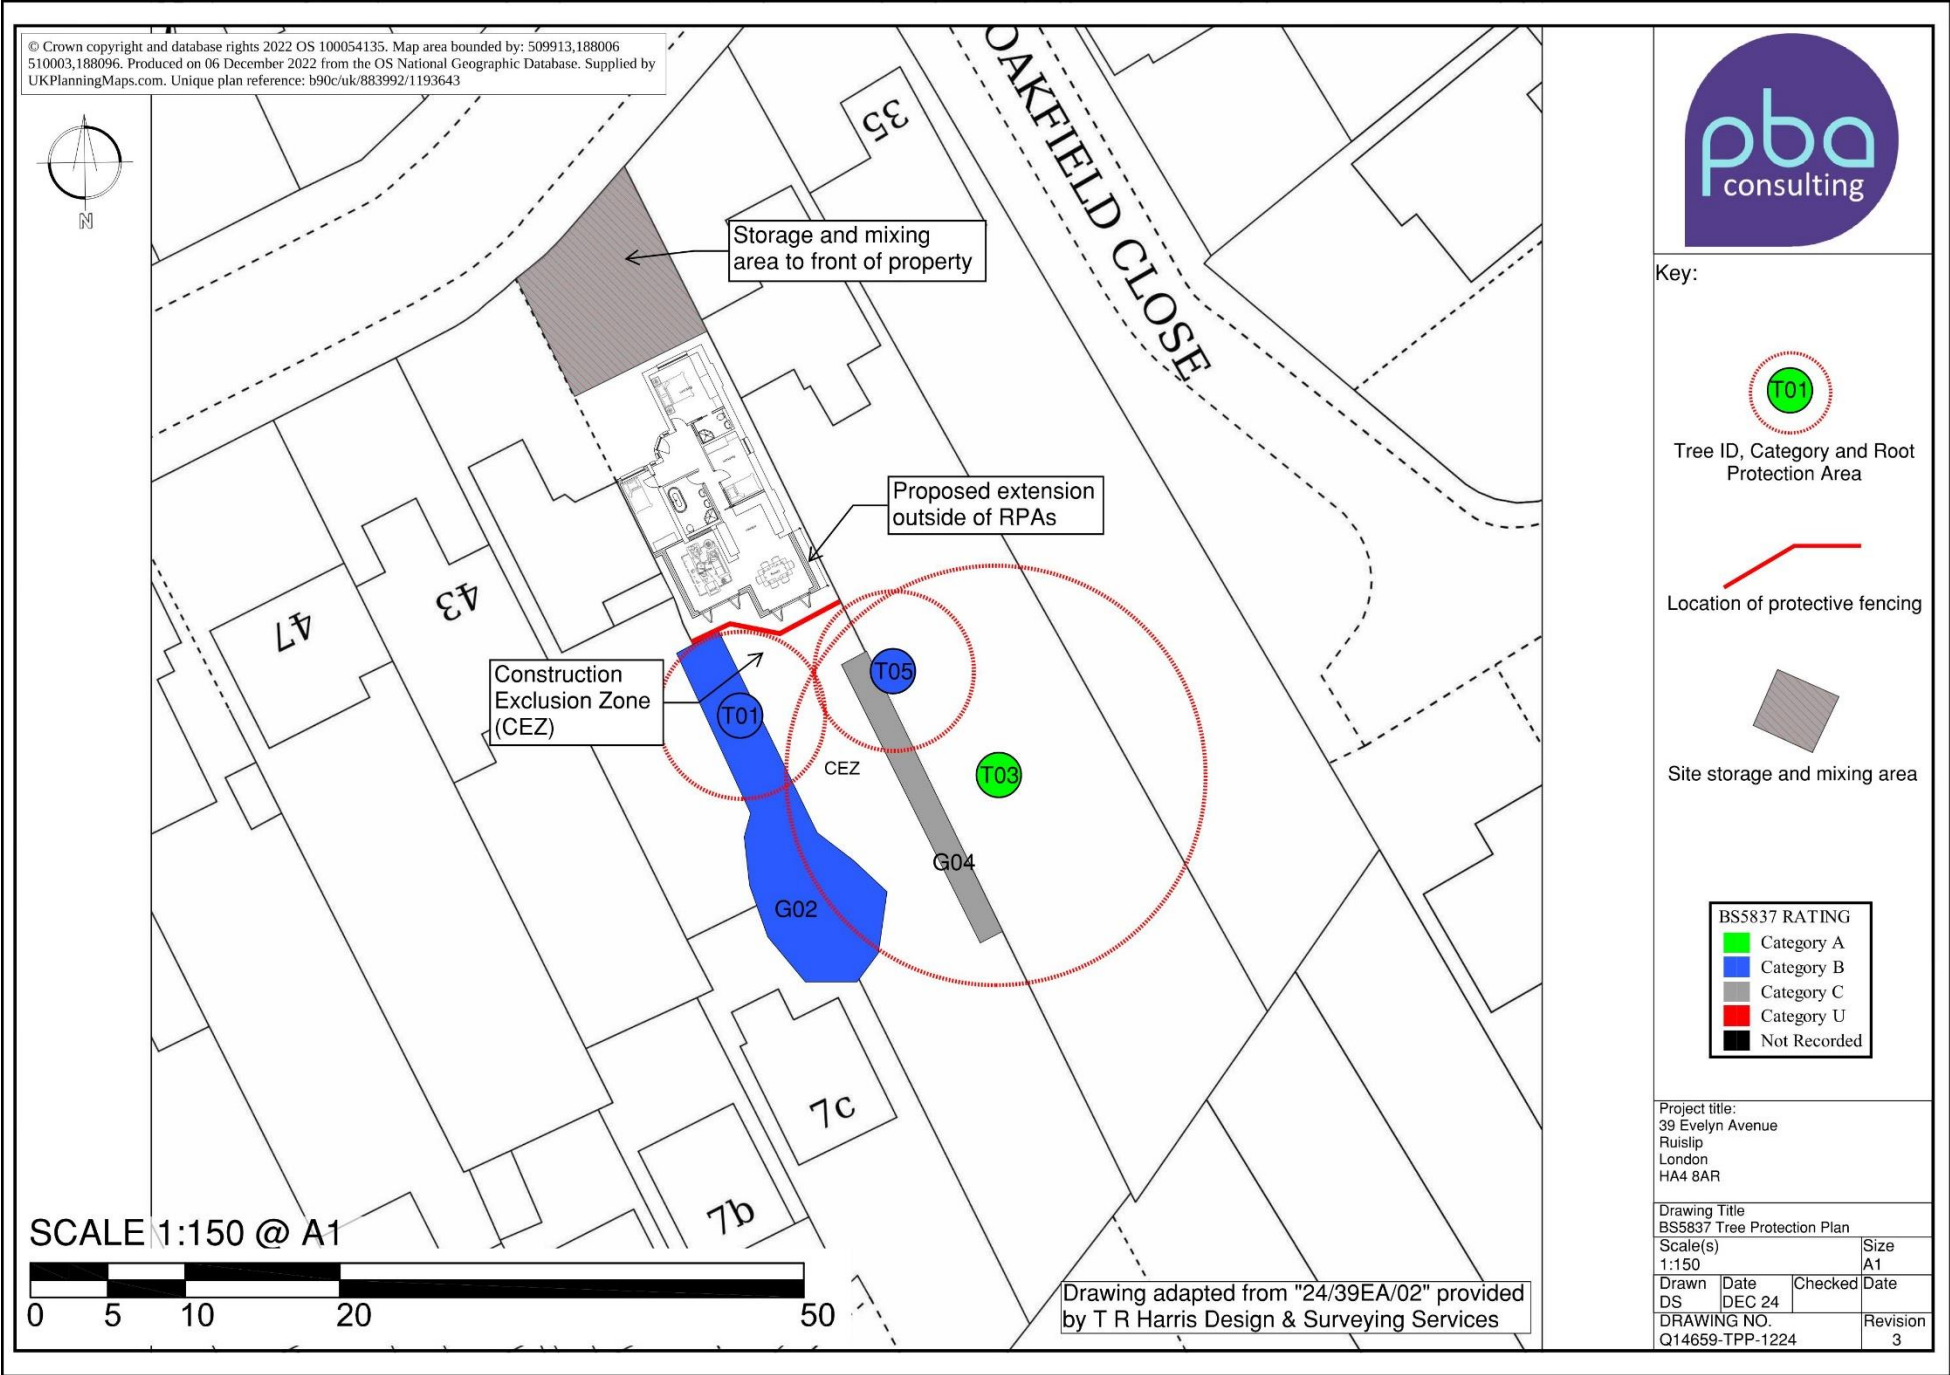 © Crown copyright and database rights 2022 OS 100054135. Map area bounded by: 509913,188006
510003,188096. Produced on 06 December 2022 from the OS National Geographic Database. Supplied by
UKPlanningMaps.com. Unique plan reference: b90c/uk/883992/1193643
N
OAKFIELD CLOSE
35
Storage and mixing
area to front of property
Proposed extension
outside of RPAs
47
43
Construction
Exclusion Zone
(CEZ)
T01
T05
CEZ
T03
G04
G02
7c
7b
SCALE 1:150 @ A1
0 5 10 20 50
Drawing adapted from "24/39EA/02" provided
by T R Harris Design & Surveying Services
pba
consulting
Key:
T01
Tree ID, Category and Root
Protection Area
Location of protective fencing
Site storage and mixing area
BS5837 RATING
Category A
Category B
Category C
Category U
Not Recorded
Project title:
39 Evelyn Avenue
Ruislip
London
HA4 8AR
Drawing Title
BS5837 Tree Protection Plan
Scale(s) Size
1:150 A1
Drawn Date Checked Date
DS DEC 24
DRAWING NO. Revision
Q14659-TPP-1224 3